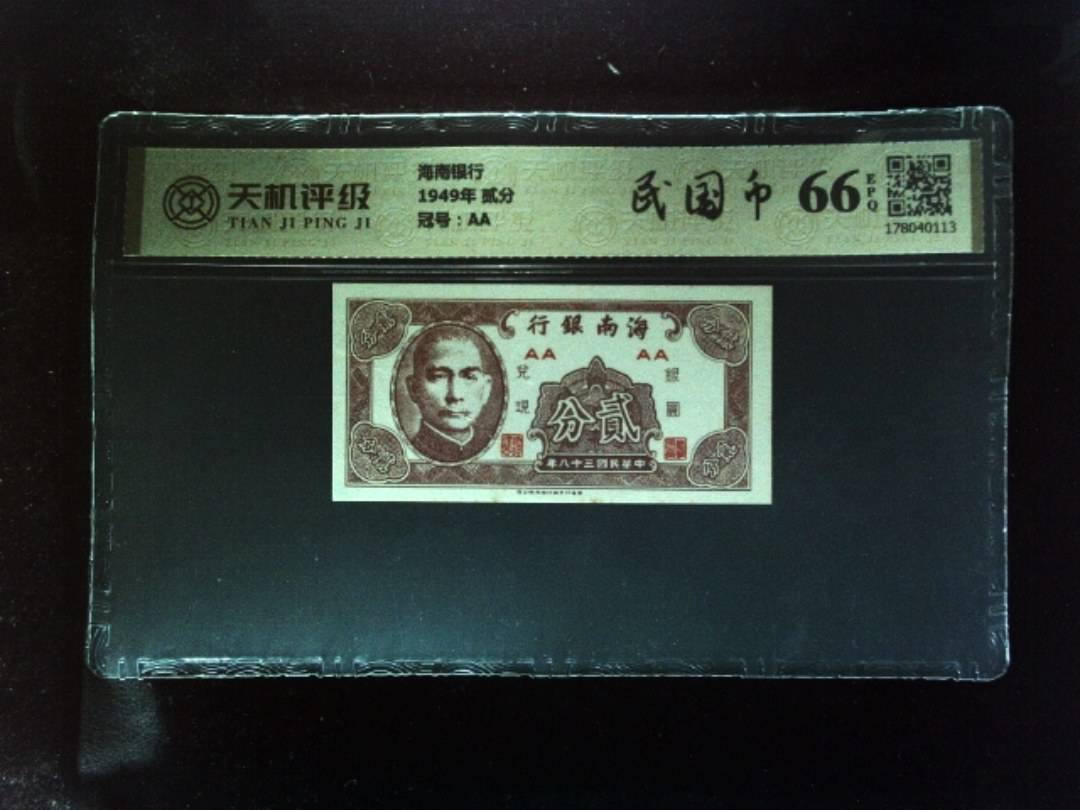 天机评级
TIAN JI PING JI
海南银行
1949年 贰分
冠号：AA
民国币
66
EPQ
178040113
行銀南海
AA AA
兌現
銀圓
分貳
年八十三國民華中